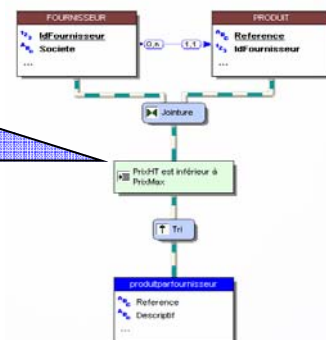 FOURNISSEUR
IdFournisseur
Societe
...
0,n
1,1
PRODUIT
Reference
IdFournisseur
...
Jointure
PrixHT est inférieur à
PrixMax
Tri
produitparfournisseur
Reference
Descriptif
...